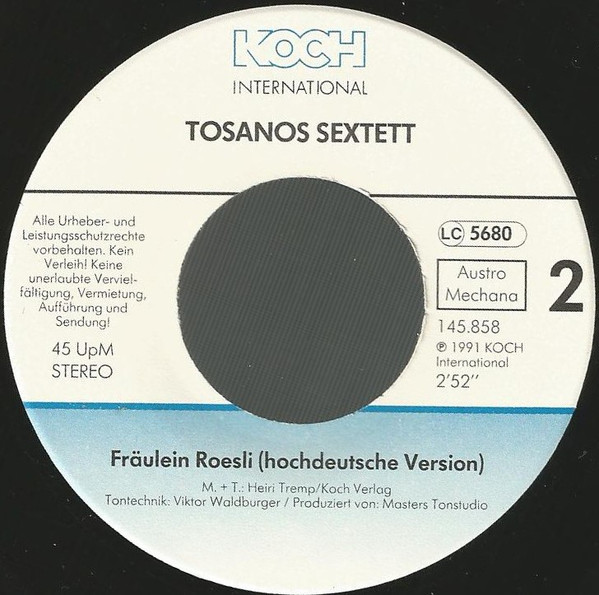 KOCH
INTERNATIONAL
TOSANOS SEXTETT
Alle Urheber- und
Leistungsschutzrechte
vorbehalten. Kein
Verleih! Keine
unerlaubte Verviel-
fältigung, Vermietung,
Aufführung und
Sendung!
45 UpM
STEREO
LC 5680
Austro
Mechana
2
145.858
℗ 1991 KOCH
International
2'52''
Fräulein Roesli (hochdeutsche Version)
M. + T.: Heiri Tremp/Koch Verlag
Tontechnik: Viktor Waldburger / Produziert von: Masters Tonstudio